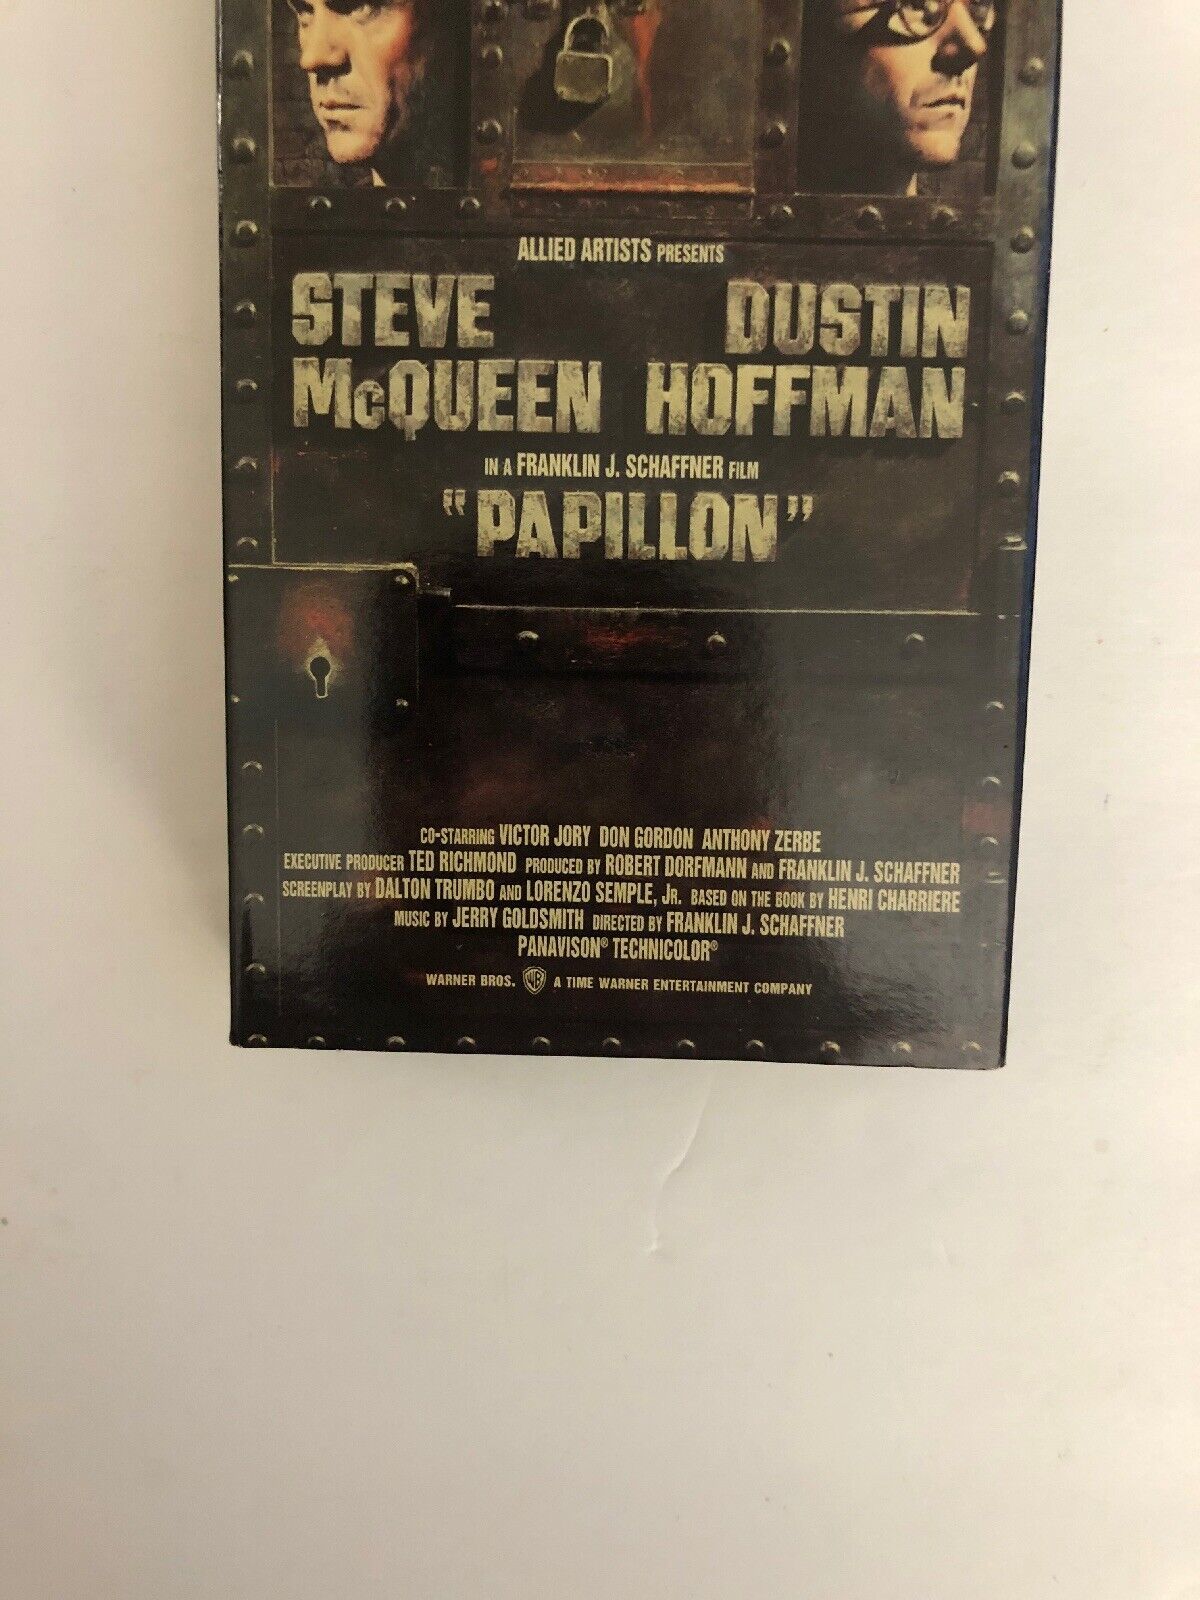 ALLIED ARTISTS PRESENTS
STEVE DUSTIN
McQUEEN HOFFMAN
IN A FRANKLIN J. SCHAFFNER FILM
"PAPILLON"
CO-STARRING VICTOR JORY DON GORDON ANTHONY ZERBE
EXECUTIVE PRODUCER TED RICHMOND PRODUCED BY ROBERT DORFMANN AND FRANKLIN J. SCHAFFNER
SCREENPLAY BY DALTON TRUMBO AND LORENZO SEMPLE, JR. BASED ON THE BOOK BY HENRI CHARRIERE
MUSIC BY JERRY GOLDSMITH DIRECTED BY FRANKLIN J. SCHAFFNER
PANAVISON® TECHNICOLOR®
WARNER BROS. WB A TIME WARNER ENTERTAINMENT COMPANY